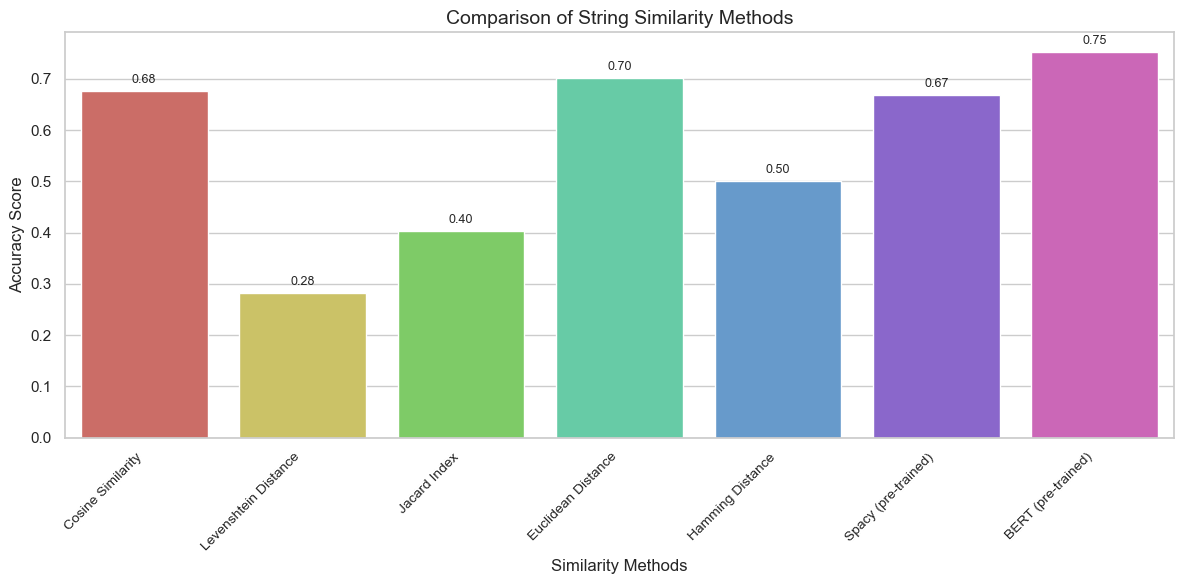 Comparison of String Similarity Methods
Accuracy Score
0.7
0.6
0.5
0.4
0.3
0.2
0.1
0.0
0.68
0.28
0.40
0.70
0.50
0.67
0.75
Cosine Similarity
Levenshtein Distance
Jacard Index
Euclidean Distance
Hamming Distance
Spacy (pre-trained)
BERT (pre-trained)
Similarity Methods